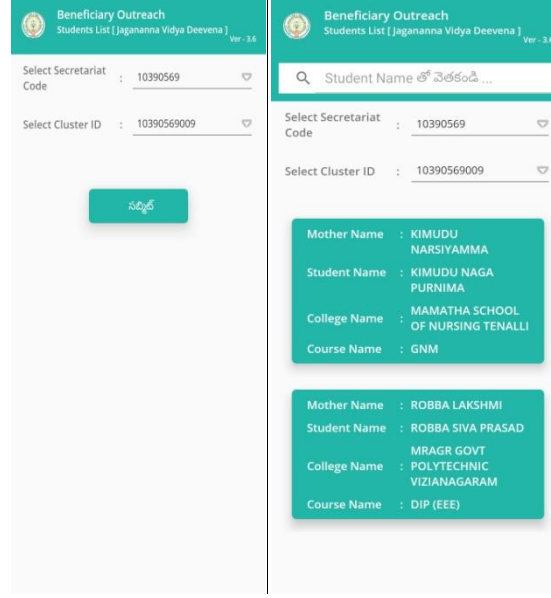 Beneficiary Outreach
Students List [ Jagananna Vidya Deevena ]
Ver - 3.6
Select Secretariat
Code : 10390569
Select Cluster ID : 10390569009
సబ్మిట్
Beneficiary Outreach
Students List [ Jagananna Vidya Deevena ]
Ver - 3.6
Student Name తో వెతకండి ...
Select Secretariat
Code : 10390569
Select Cluster ID : 10390569009
Mother Name : KIMUDU
NARSIYAMMA
Student Name : KIMUDU NAGA
PURNIMA
College Name : MAMATHA SCHOOL
OF NURSING TENALLI
Course Name : GNM
Mother Name : ROBBA LAKSHMI
Student Name : ROBBA SIVA PRASAD
College Name : MRAGR GOVT
POLYTECHNIC
VIZIANAGARAM
Course Name : DIP (EEE)